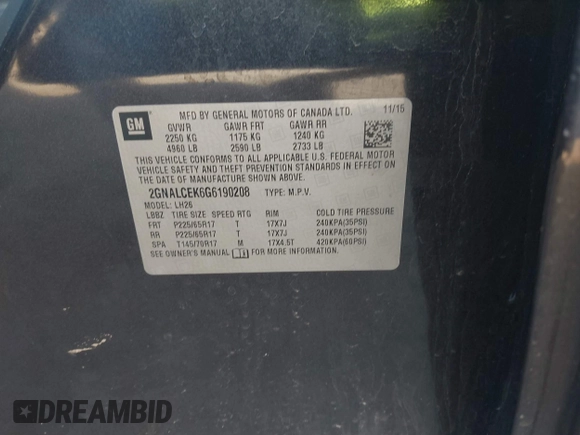 GM
MFD BY GENERAL MOTORS OF CANADA LTD. 11/15
GVWR GAWR FRT GAWR RR
2250 KG 1175 KG 1240 KG
4960 LB 2590 LB 2733 LB
THIS VEHICLE CONFORMS TO ALL APPLICABLE U.S. FEDERAL MOTOR
VEHICLE SAFETY AND THEFT PREVENTION STANDARDS IN EFFECT ON
THE DATE OF MANUFACTURE SHOWN ABOVE.
2GNALCEK6G6190208 TYPE: M.P.V.
MODEL: LH26
LBBZ TIRE SIZE SPEED RTG RIM COLD TIRE PRESSURE
FRT P225/65R17 T 17X7J 240KPA(35PSI)
RR P225/65R17 T 17X7J 240KPA(35PSI)
SPA T145/70R17 M 17X4.5T 420KPA(60PSI)
SEE OWNER'S MANUAL FOR MORE INFORMATION.
DREAMBID